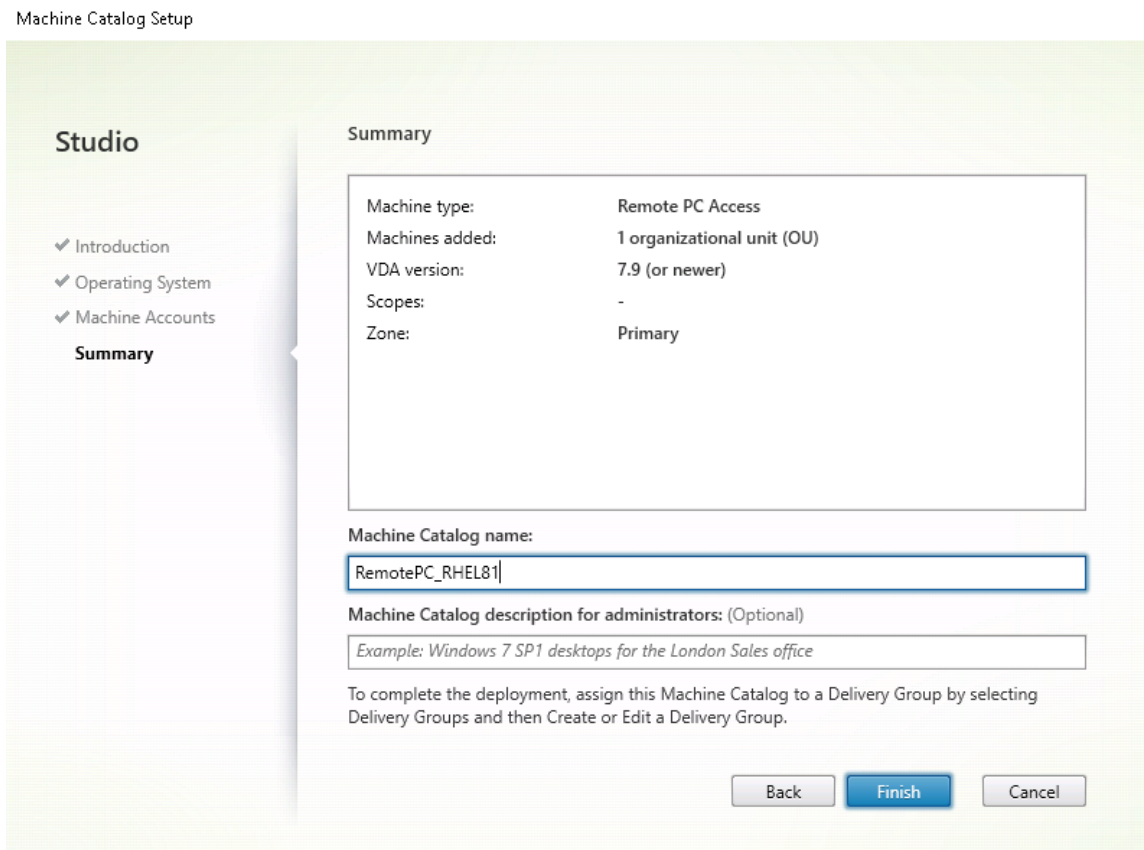 Machine Catalog Setup
Studio
Introduction
Operating System
Machine Accounts
Summary
Summary
Machine type: Remote PC Access
Machines added: 1 organizational unit (OU)
VDA version: 7.9 (or newer)
Scopes: -
Zone: Primary
Machine Catalog name:
RemotePC_RHEL81
Machine Catalog description for administrators: (Optional)
Example: Windows 7 SP1 desktops for the London Sales office
To complete the deployment, assign this Machine Catalog to a Delivery Group by selecting
Delivery Groups and then Create or Edit a Delivery Group.
Back Finish Cancel